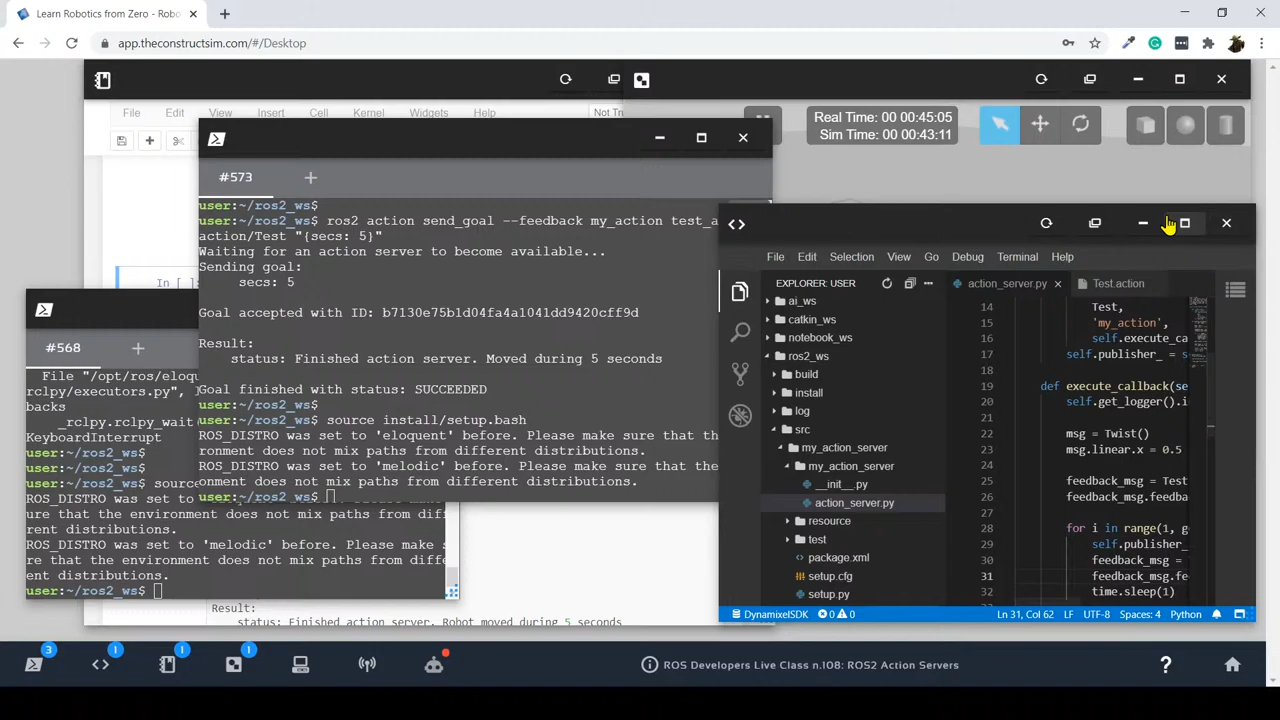 Learn Robotics from Zero - Robo
app.theconstructsim.com/#/Desktop
File Edit View Insert Cell Kernel Widgets Help
Not Tr
In [ ]:
Real Time: 00 00:45:05
Sim Time: 00 00:43:11
#573
user:~/ros2_ws$
user:~/ros2_ws$ ros2 action send_goal --feedback my_action test_a
action/Test "{secs: 5}"
Waiting for an action server to become available...
Sending goal:
secs: 5
Goal accepted with ID: b7130e75b1d04fa4a1041dd9420cff9d
Result:
status: Finished action server. Moved during 5 seconds
Goal finished with status: SUCCEEDED
user:~/ros2_ws$
user:~/ros2_ws$ source install/setup.bash
ROS_DISTRO was set to 'eloquent' before. Please make sure that the
ronment does not mix paths from different distributions.
ROS_DISTRO was set to 'melodic' before. Please make sure that the
ronment does not mix paths from different distributions.
user:~/ros2_ws$
#568
File "/opt/ros/eloqu
rclpy/executors.py",
backs
_rclpy.rclpy_wait
KeyboardInterrupt
user:~/ros2_ws$
user:~/ros2_ws$
user:~/ros2_ws$ source
ROS_DISTRO was set to
ure that the environment does not mix paths from diff
rent distributions.
ROS_DISTRO was set to 'melodic' before. Please make s
re that the environment does not mix paths from diffe
ent distributions.
user:~/ros2_ws$
Result:
status: Finished action server. Robot moved during 5 seconds
File Edit Selection View Go Debug Terminal Help
EXPLORER: USER
ai_ws
catkin_ws
notebook_ws
ros2_ws
build
install
log
src
my_action_server
my_action_server
__init__.py
action_server.py
resource
test
package.xml
setup.cfg
setup.py
action_server.py
Test.action
14 Test,
15 'my_action',
16 self.execute_ca
17 self.publisher_ = s
18
19 def execute_callback(se
20 self.get_logger().i
21
22 msg = Twist()
23 msg.linear.x = 0.5
24
25 feedback_msg = Test
26 feedback_msg.feedba
27
28 for i in range(1, g
29 self.publisher_
30 feedback_msg =
31 feedback_msg.fe
32 time.sleep(1)
DynamixelSDK 0 0 Ln 31, Col 62 LF UTF-8 Spaces: 4 Python
3 1 1 1
ROS Developers Live Class n.108: ROS2 Action Servers
?